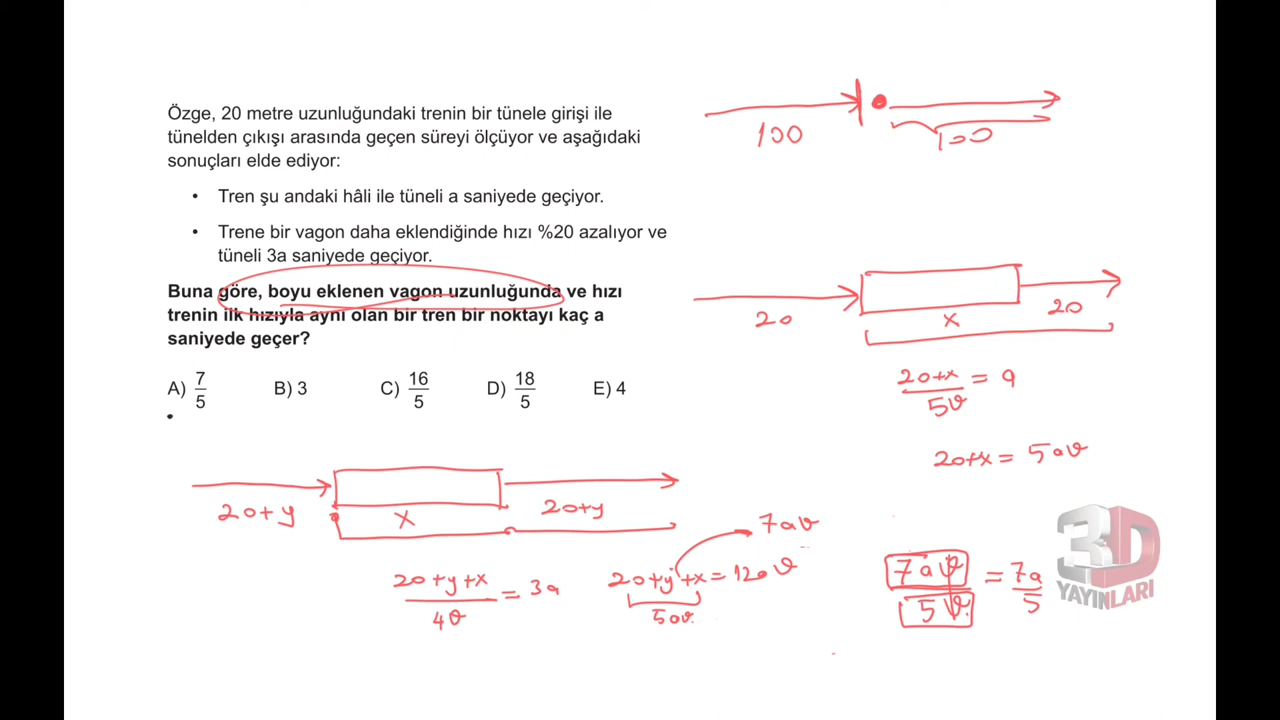 Özge, 20 metre uzunluğundaki trenin bir tünele girişi ile
tünelden çıkışı arasında geçen süreyi ölçüyor ve aşağıdaki
sonuçları elde ediyor:
• Tren şu andaki hâli ile tüneli a saniyede geçiyor.
• Trene bir vagon daha eklendiğinde hızı %20 azalıyor ve
tüneli 3a saniyede geçiyor.
Buna göre, boyu eklenen vagon uzunluğunda ve hızı
trenin ilk hızıyla aynı olan bir tren bir noktayı kaç a
saniyede geçer?
A) 7/5 B) 3 C) 16/5 D) 18/5 E) 4
100 100
20 x 20
20+x / 5v = a
20+x = 5av
20+y x 20+y
20+y+x / 4v = 3a
20+y+x = 12av
5av
7av
7av / 5v = 7a / 5
3D
YAYINLARI